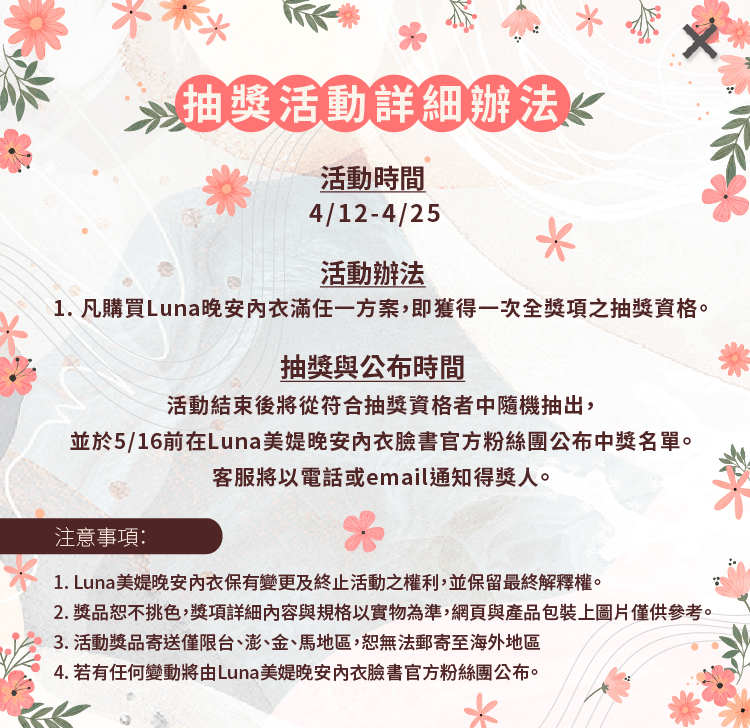 抽獎活動詳細辦法
活動時間
4/12-4/25
活動辦法
1. 凡購買Luna晚安內衣滿任一方案，即獲得一次全獎項之抽獎資格。
抽獎與公布時間
活動結束後將從符合抽獎資格者中隨機抽出，
並於5/16前在Luna美媞晚安內衣臉書官方粉絲團公布中獎名單。
客服將以電話或email通知得獎人。
注意事項：
1. Luna美媞晚安內衣保有變更及終止活動之權利，並保留最終解釋權。
2. 獎品恕不挑色，獎項詳細內容與規格以實物為準，網頁與產品包裝上圖片僅供參考。
3. 活動獎品寄送僅限台、澎、金、馬地區，恕無法郵寄至海外地區
4. 若有任何變動將由Luna美媞晚安內衣臉書官方粉絲團公布。